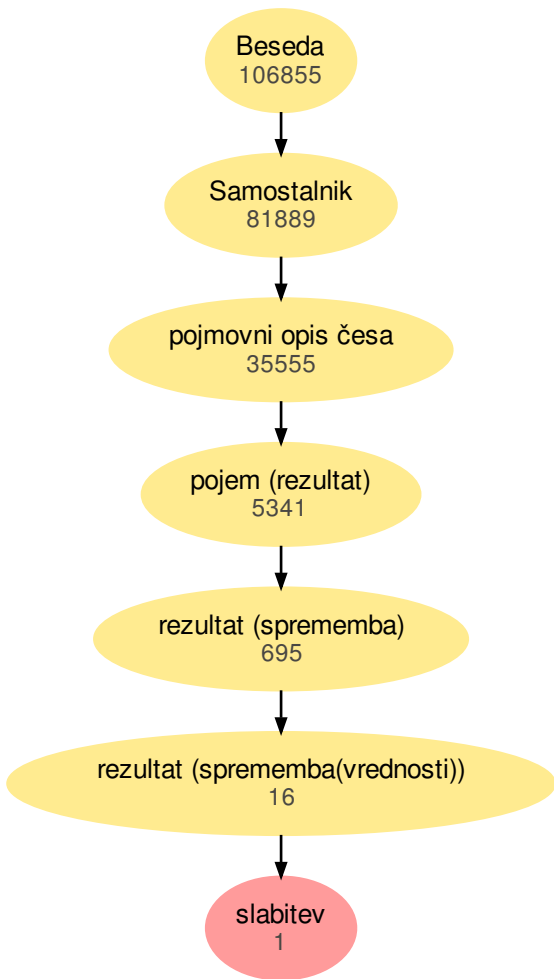 Beseda
106855
Samostalnik
81889
pojmovni opis česa
35555
pojem (rezultat)
5341
rezultat (sprememba)
695
rezultat (sprememba(vrednosti))
16
slabitev
1